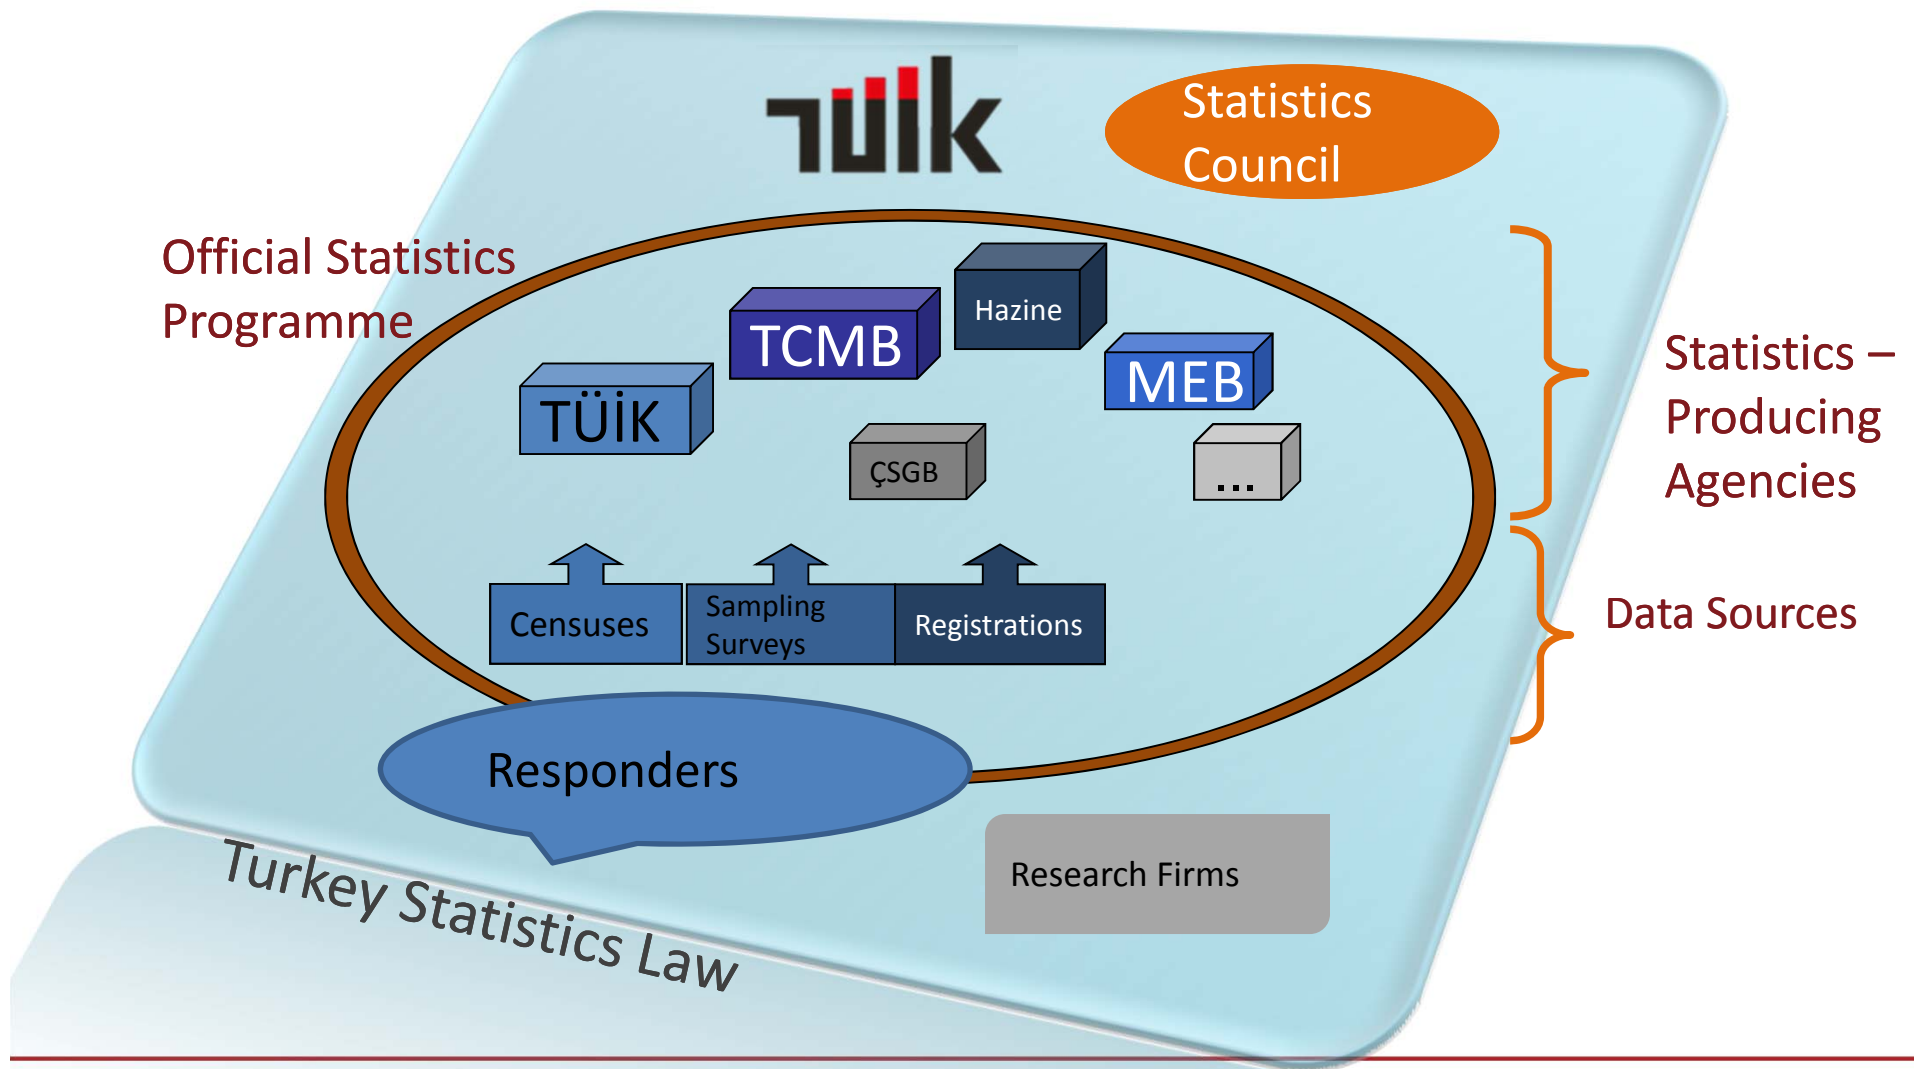 TÜİK
Statistics
Council
Official Statistics
Programme
Hazine
TCMB
MEB
TÜİK
ÇSGB
...
Statistics –
Producing
Agencies
Censuses
Sampling
Surveys
Registrations
Data Sources
Responders
Research Firms
Turkey Statistics Law